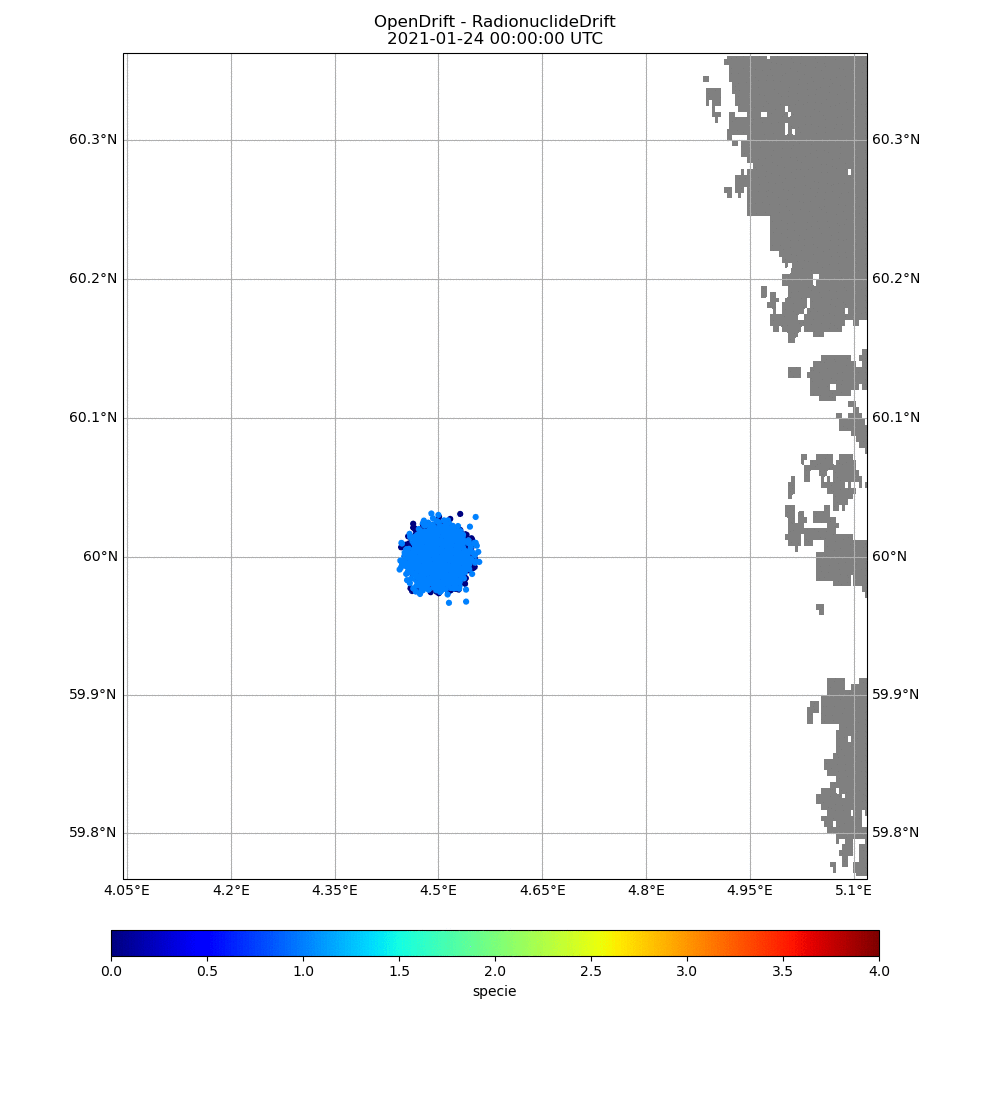 OpenDrift - RadionuclideDrift
2021-01-24 00:00:00 UTC
60.3°N 60.3°N
60.2°N 60.2°N
60.1°N 60.1°N
60°N 60°N
59.9°N 59.9°N
59.8°N 59.8°N
4.05°E 4.2°E 4.35°E 4.5°E 4.65°E 4.8°E 4.95°E 5.1°E
0.0 0.5 1.0 1.5 2.0 2.5 3.0 3.5 4.0
specie